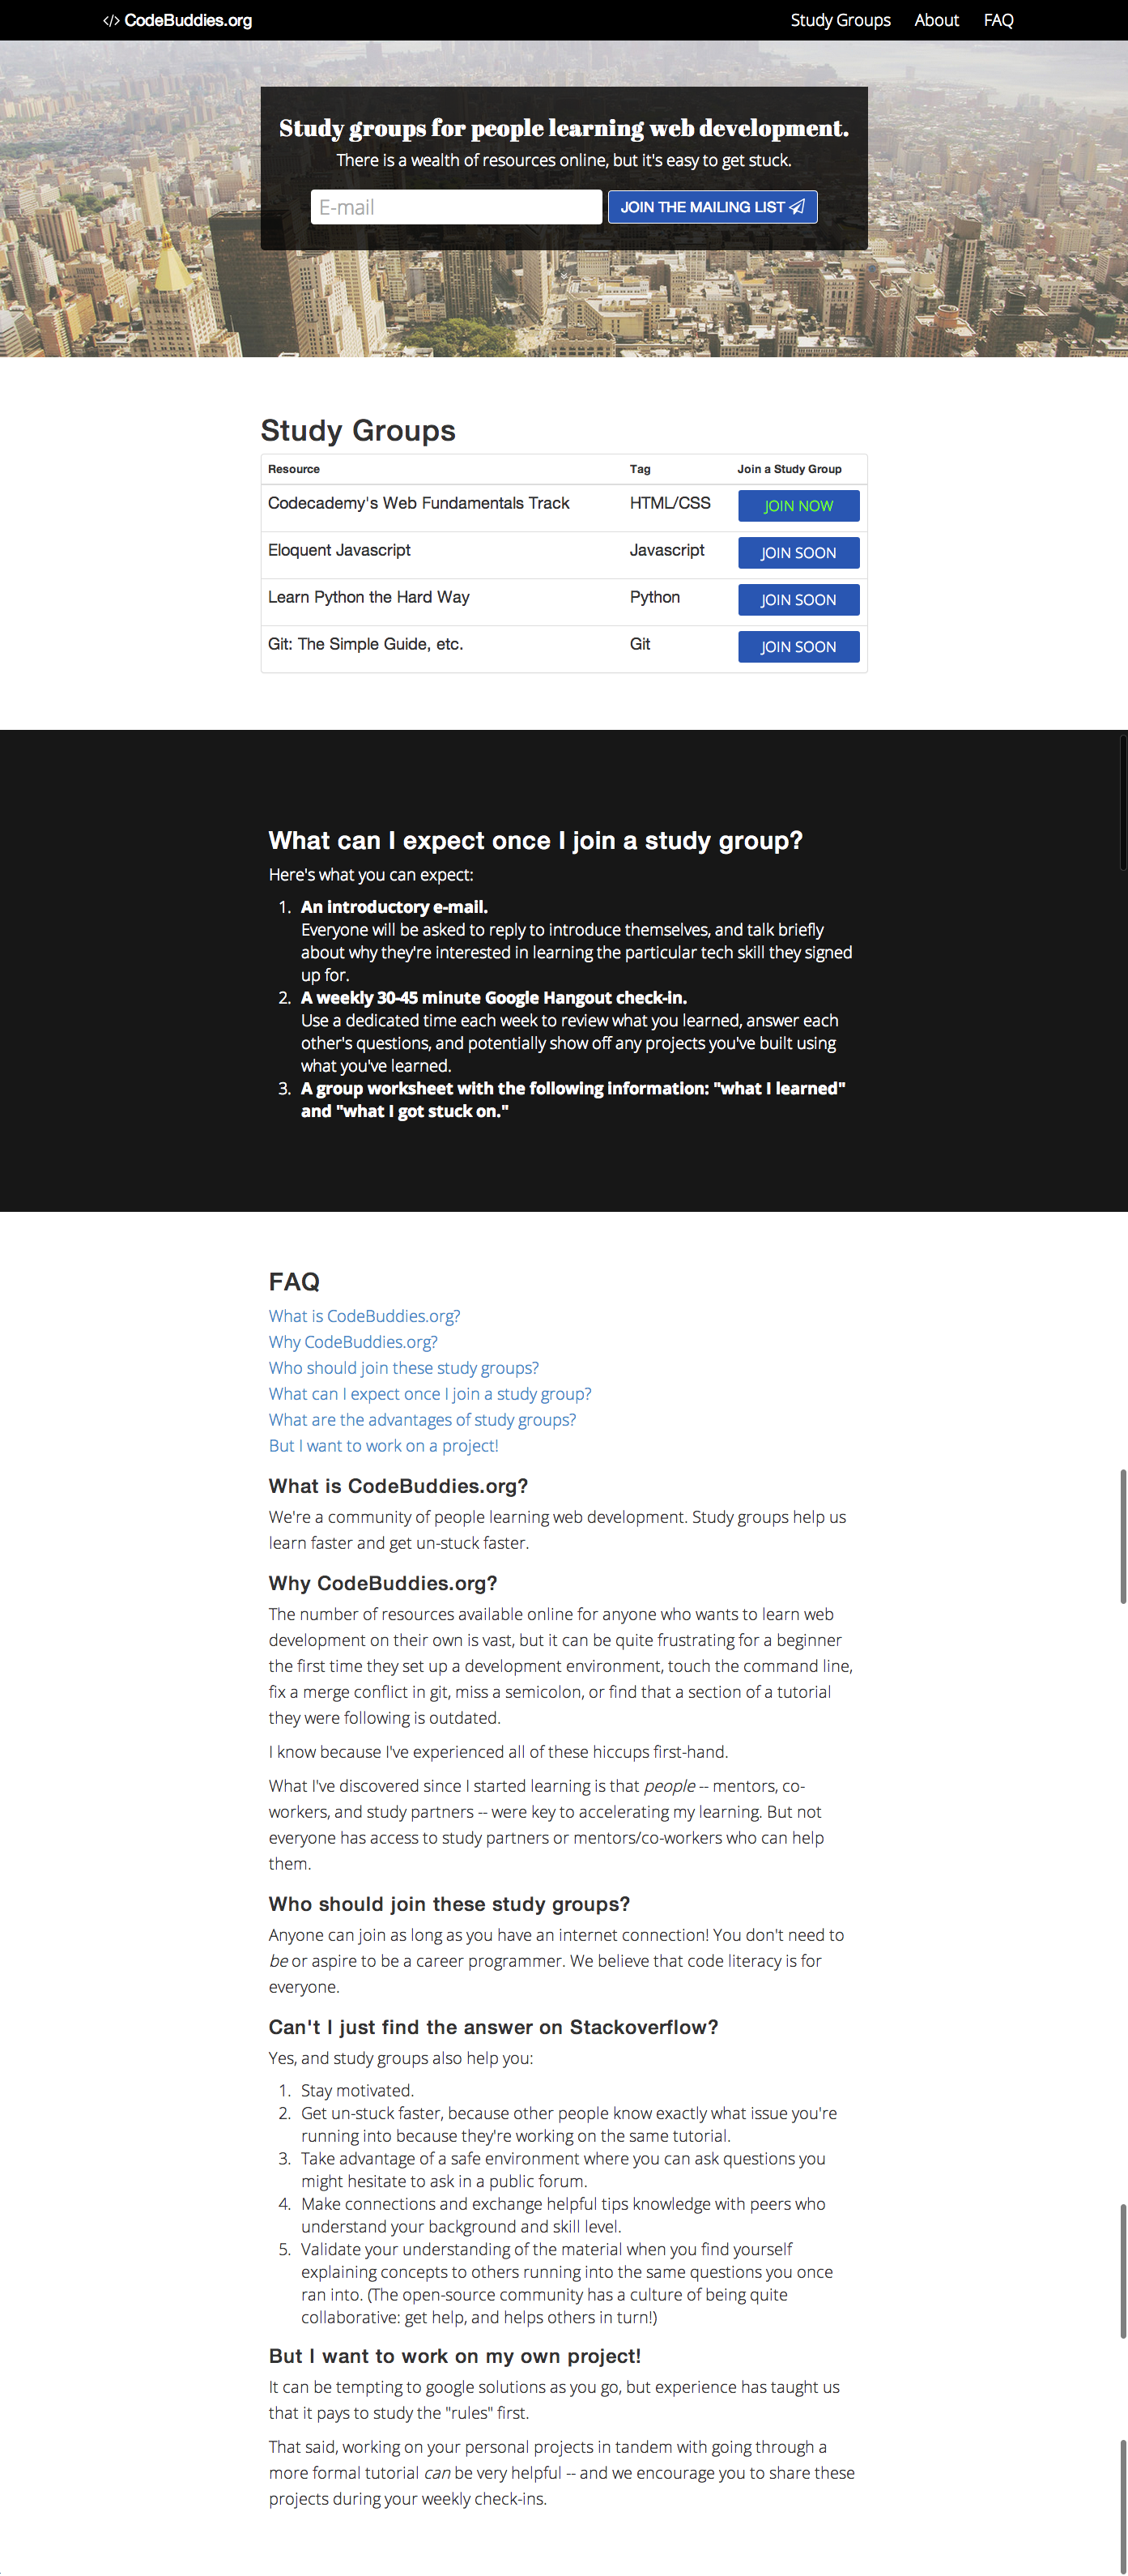 </> CodeBuddies.org Study Groups About FAQ
Study groups for people learning web development.
There is a wealth of resources online, but it's easy to get stuck.
E-mail JOIN THE MAILING LIST
Study Groups
Resource Tag Join a Study Group
Codecademy's Web Fundamentals Track HTML/CSS JOIN NOW
Eloquent Javascript Javascript JOIN SOON
Learn Python the Hard Way Python JOIN SOON
Git: The Simple Guide, etc. Git JOIN SOON
What can I expect once I join a study group?
Here's what you can expect:
1. An introductory e-mail.
Everyone will be asked to reply to introduce themselves, and talk briefly
about why they're interested in learning the particular tech skill they signed
up for.
2. A weekly 30-45 minute Google Hangout check-in.
Use a dedicated time each week to review what you learned, answer each
other's questions, and potentially show off any projects you've built using
what you've learned.
3. A group worksheet with the following information: "what I learned"
and "what I got stuck on."
FAQ
What is CodeBuddies.org?
Why CodeBuddies.org?
Who should join these study groups?
What can I expect once I join a study group?
What are the advantages of study groups?
But I want to work on a project!
What is CodeBuddies.org?
We're a community of people learning web development. Study groups help us
learn faster and get un-stuck faster.
Why CodeBuddies.org?
The number of resources available online for anyone who wants to learn web
development on their own is vast, but it can be quite frustrating for a beginner
the first time they set up a development environment, touch the command line,
fix a merge conflict in git, miss a semicolon, or find that a section of a tutorial
they were following is outdated.
I know because I've experienced all of these hiccups first-hand.
What I've discovered since I started learning is that people -- mentors, co-
workers, and study partners -- were key to accelerating my learning. But not
everyone has access to study partners or mentors/co-workers who can help
them.
Who should join these study groups?
Anyone can join as long as you have an internet connection! You don't need to
be or aspire to be a career programmer. We believe that code literacy is for
everyone.
Can't I just find the answer on Stackoverflow?
Yes, and study groups also help you:
1. Stay motivated.
2. Get un-stuck faster, because other people know exactly what issue you're
running into because they're working on the same tutorial.
3. Take advantage of a safe environment where you can ask questions you
might hesitate to ask in a public forum.
4. Make connections and exchange helpful tips knowledge with peers who
understand your background and skill level.
5. Validate your understanding of the material when you find yourself
explaining concepts to others running into the same questions you once
ran into. (The open-source community has a culture of being quite
collaborative: get help, and helps others in turn!)
But I want to work on my own project!
It can be tempting to google solutions as you go, but experience has taught us
that it pays to study the "rules" first.
That said, working on your personal projects in tandem with going through a
more formal tutorial can be very helpful -- and we encourage you to share these
projects during your weekly check-ins.